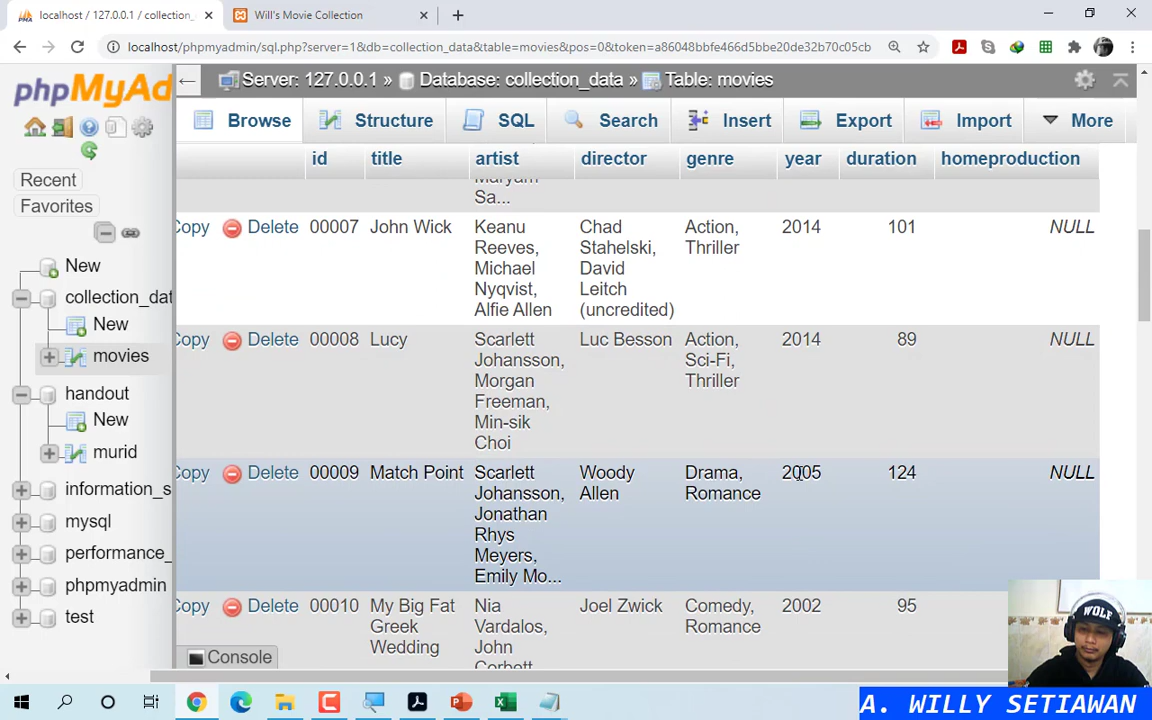 localhost / 127.0.0.1 / collection_
Will's Movie Collection
localhost/phpmyadmin/sql.php?server=1&db=collection_data&table=movies&pos=0&token=a86048bbfe466d5bbe20de32b70c05cb
phpMyAd
Server: 127.0.0.1 » Database: collection_data » Table: movies
Browse Structure SQL Search Insert Export Import More
Recent
Favorites
New
collection_dat
New
movies
handout
New
murid
information_s
mysql
performance_
phpmyadmin
test
id title artist director genre year duration homeproduction
Sa...
Copy Delete 00007 John Wick Keanu Chad Action, 2014 101 NULL
Reeves, Stahelski, Thriller
Michael David
Nyqvist, Leitch
Alfie Allen (uncredited)
Copy Delete 00008 Lucy Scarlett Luc Besson Action, 2014 89 NULL
Johansson, Sci-Fi,
Morgan Thriller
Freeman,
Min-sik
Choi
Copy Delete 00009 Match Point Scarlett Woody Drama, 2005 124 NULL
Johansson, Allen Romance
Jonathan
Rhys
Meyers,
Emily Mo...
Copy Delete 00010 My Big Fat Nia Joel Zwick Comedy, 2002 95
Greek Vardalos, Romance
Wedding John
Console
WOLF
A. WILLY SETIAWAN